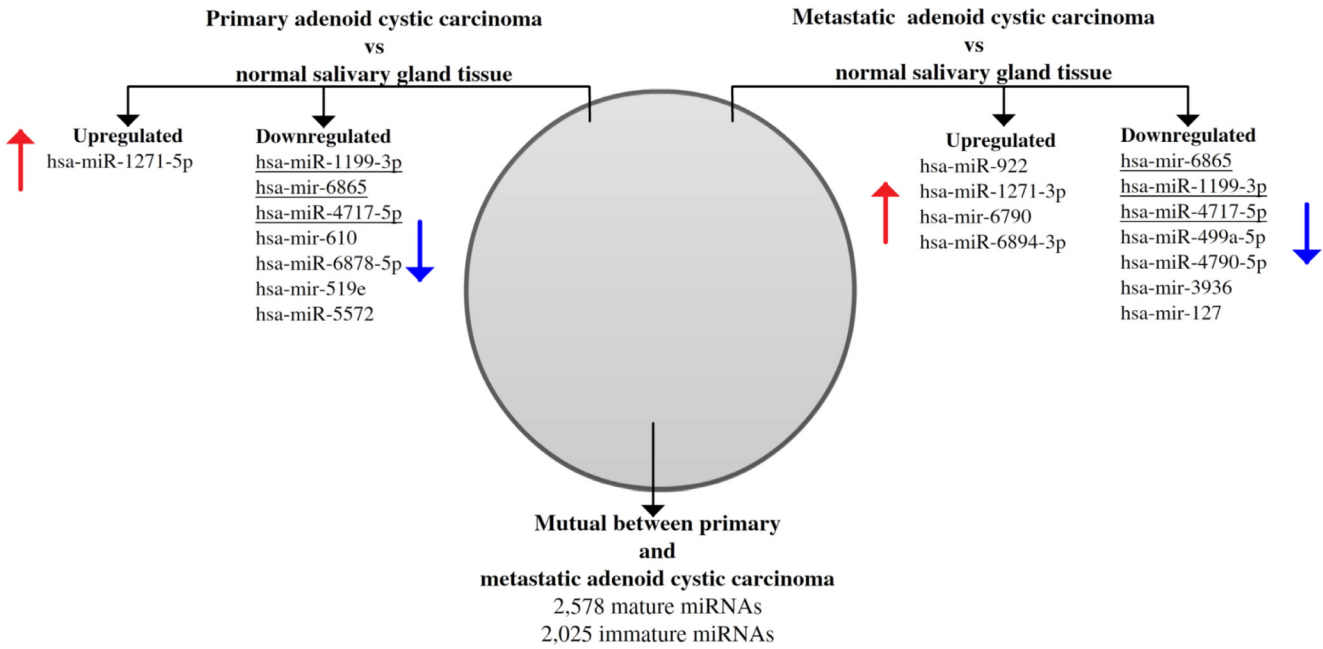 Primary adenoid cystic carcinoma
vs
normal salivary gland tissue
Upregulated
hsa-miR-1271-5p
Downregulated
hsa-miR-1199-3p
hsa-mir-6865
hsa-miR-4717-5p
hsa-mir-610
hsa-miR-6878-5p
hsa-mir-519e
hsa-miR-5572
Metastatic adenoid cystic carcinoma
vs
normal salivary gland tissue
Upregulated
hsa-miR-922
hsa-miR-1271-3p
hsa-mir-6790
hsa-miR-6894-3p
Downregulated
hsa-mir-6865
hsa-miR-1199-3p
hsa-miR-4717-5p
hsa-miR-499a-5p
hsa-miR-4790-5p
hsa-mir-3936
hsa-mir-127
Mutual between primary
and
metastatic adenoid cystic carcinoma
2,578 mature miRNAs
2,025 immature miRNAs